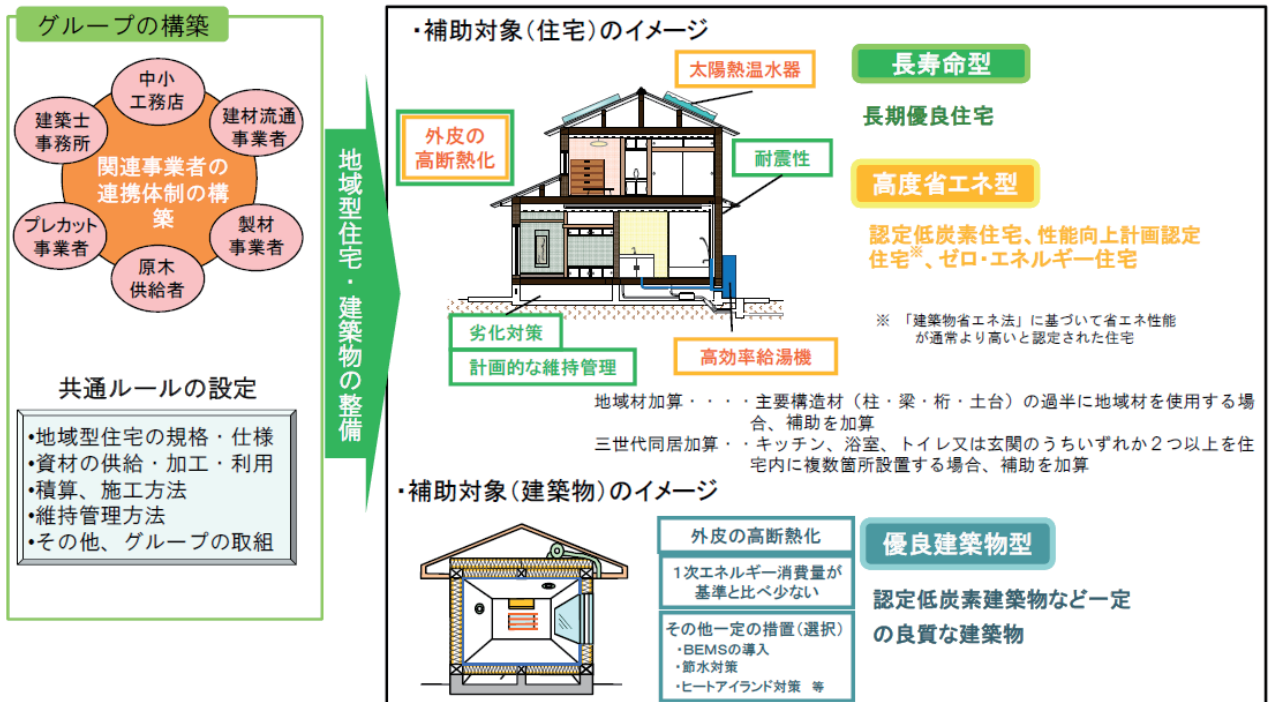 グループの構築
中小
工務店
建築士
事務所
建材流通
事業者
関連事業者の
連携体制の構
築
プレカット
事業者
製材
事業者
原木
供給者
共通ルールの設定
・地域型住宅の規格・仕様
・資材の供給・加工・利用
・積算、施工方法
・維持管理方法
・その他、グループの取組
地域型住宅・建築物の整備
・補助対象(住宅)のイメージ
太陽熱温水器
外皮の
高断熱化
耐震性
劣化対策
計画的な維持管理
高効率給湯機
長寿命型
長期優良住宅
高度省エネ型
認定低炭素住宅、性能向上計画認定
住宅※、ゼロ・エネルギー住宅
※ 「建築物省エネ法」に基づいて省エネ性能
が通常より高いと認定された住宅
地域材加算・・・・主要構造材(柱・梁・桁・土台)の過半に地域材を使用する場
合、補助を加算
三世代同居加算・・キッチン、浴室、トイレ又は玄関のうちいずれか2つ以上を住
宅内に複数箇所設置する場合、補助を加算
・補助対象(建築物)のイメージ
外皮の高断熱化
1次エネルギー消費量が
基準と比べ少ない
その他一定の措置(選択)
・BEMSの導入
・節水対策
・ヒートアイランド対策 等
優良建築物型
認定低炭素建築物など一定
の良質な建築物